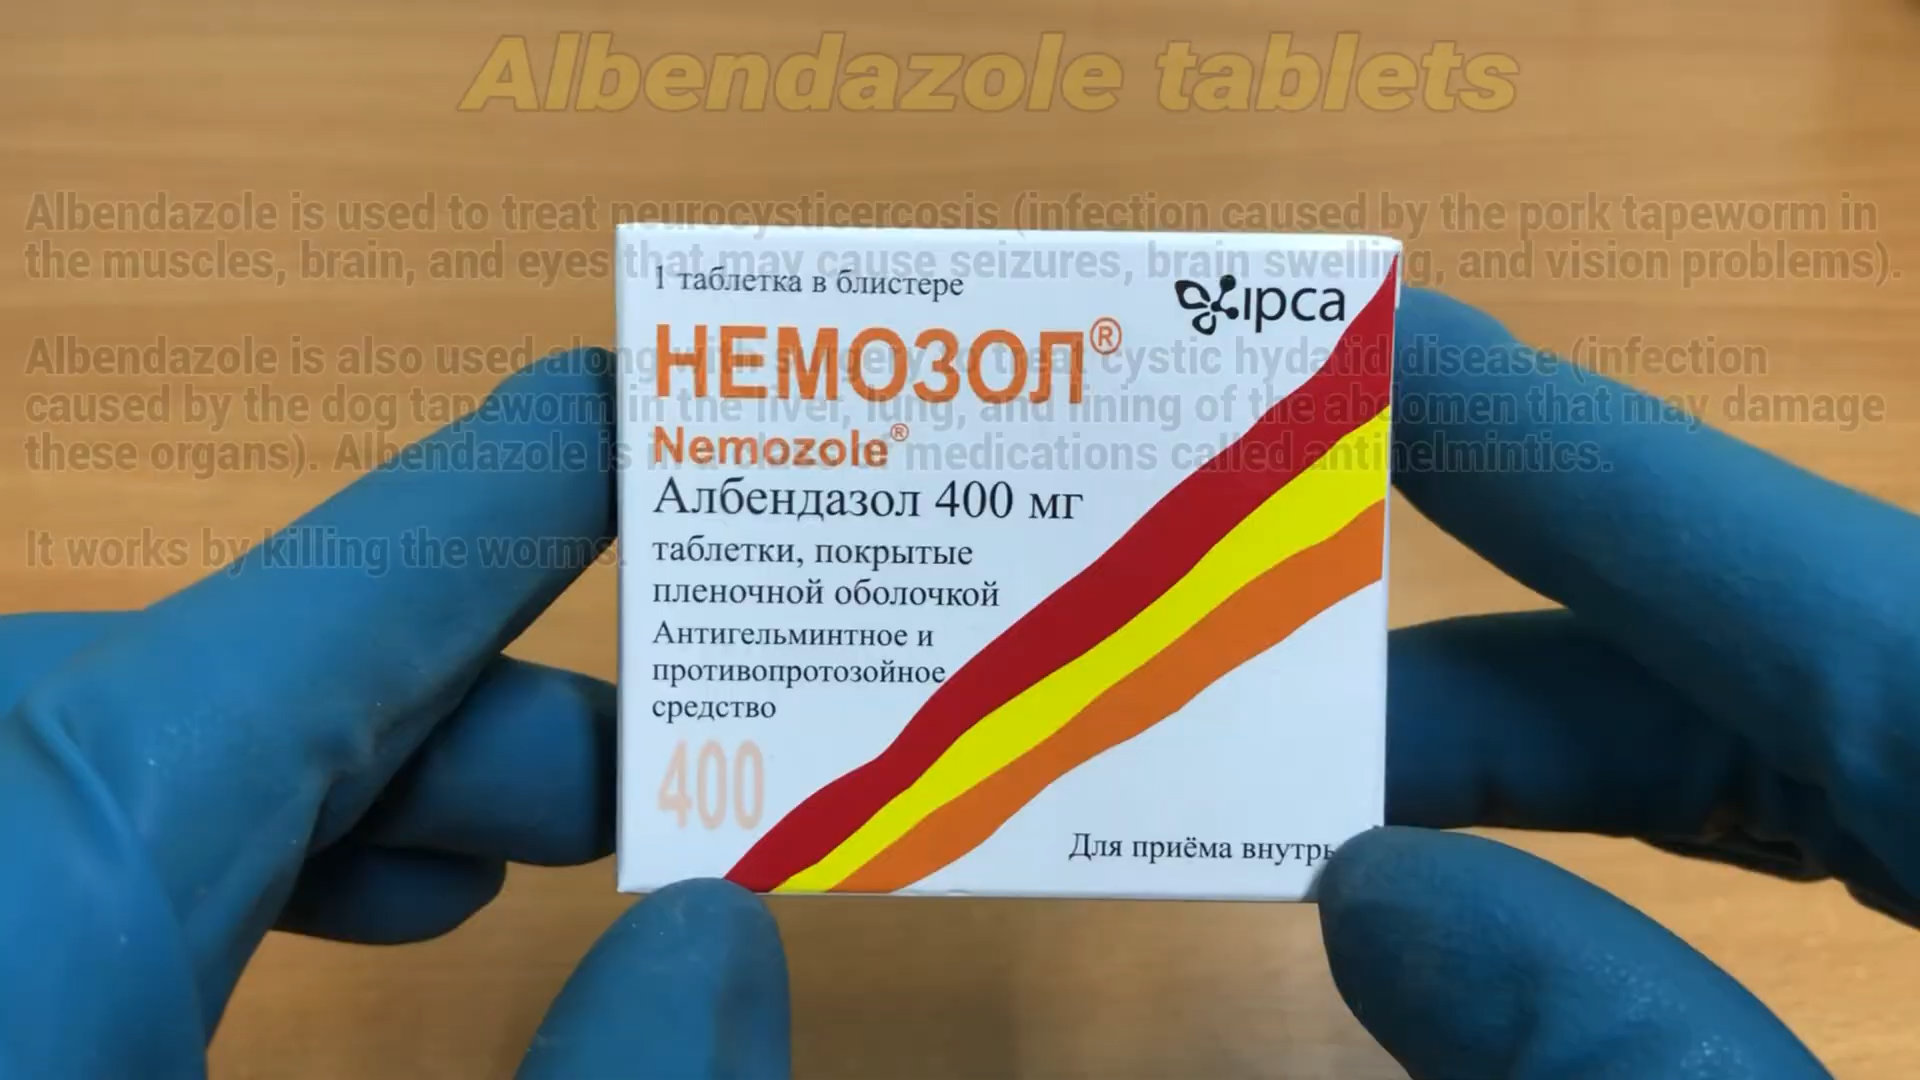 Albendazole tablets
Albendazole is used to treat neurocysticercosis (infection caused by the pork tapeworm in
the muscles, brain, and eyes that may cause seizures, brain swelling, and vision problems).
Albendazole is also used along with surgery to treat cystic hydatid disease (infection
caused by the dog tapeworm in the liver, lung, and lining of the abdomen that may damage
these organs). Albendazole is in a class of medications called antihelmintics.
It works by killing the worms.
1 таблетка в блистере
ipca
НЕМОЗОЛ®
Nemozole®
Албендазол 400 мг
таблетки, покрытые
пленочной оболочкой
Антигельминтное и
противопротозойное
средство
400
Для приёма внутрь